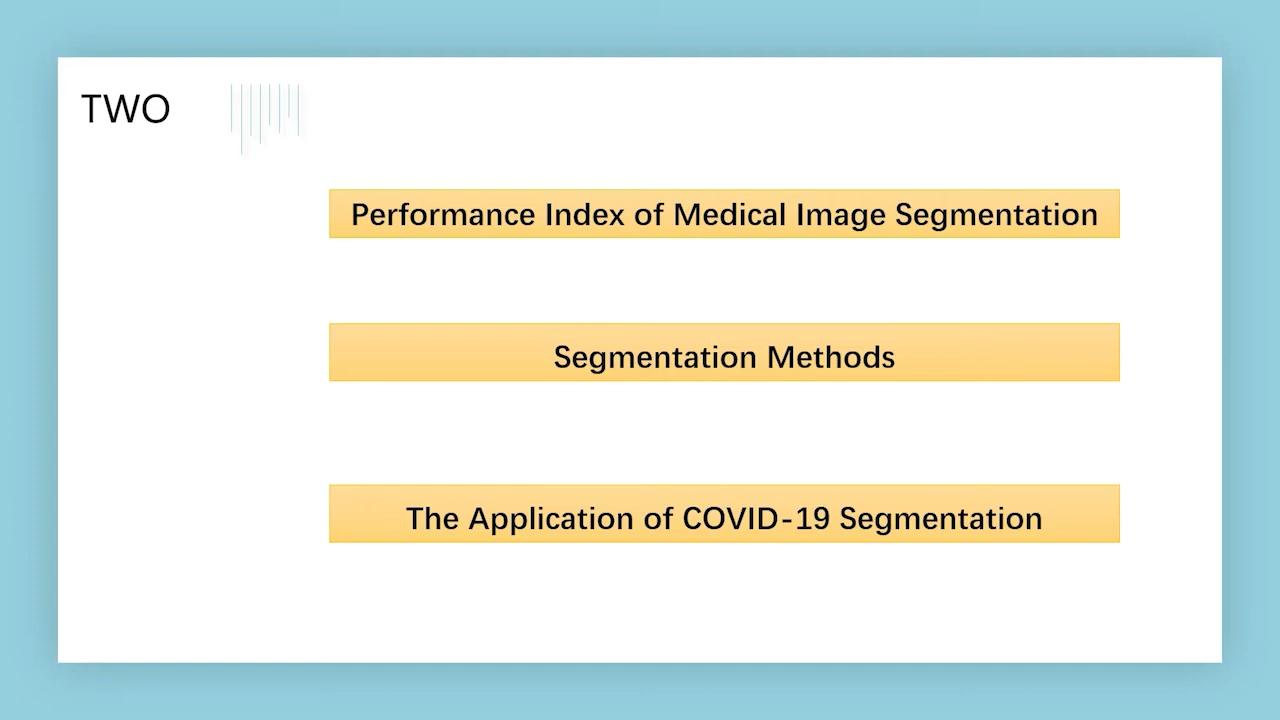 TWO
Performance Index of Medical Image Segmentation
Segmentation Methods
The Application of COVID-19 Segmentation